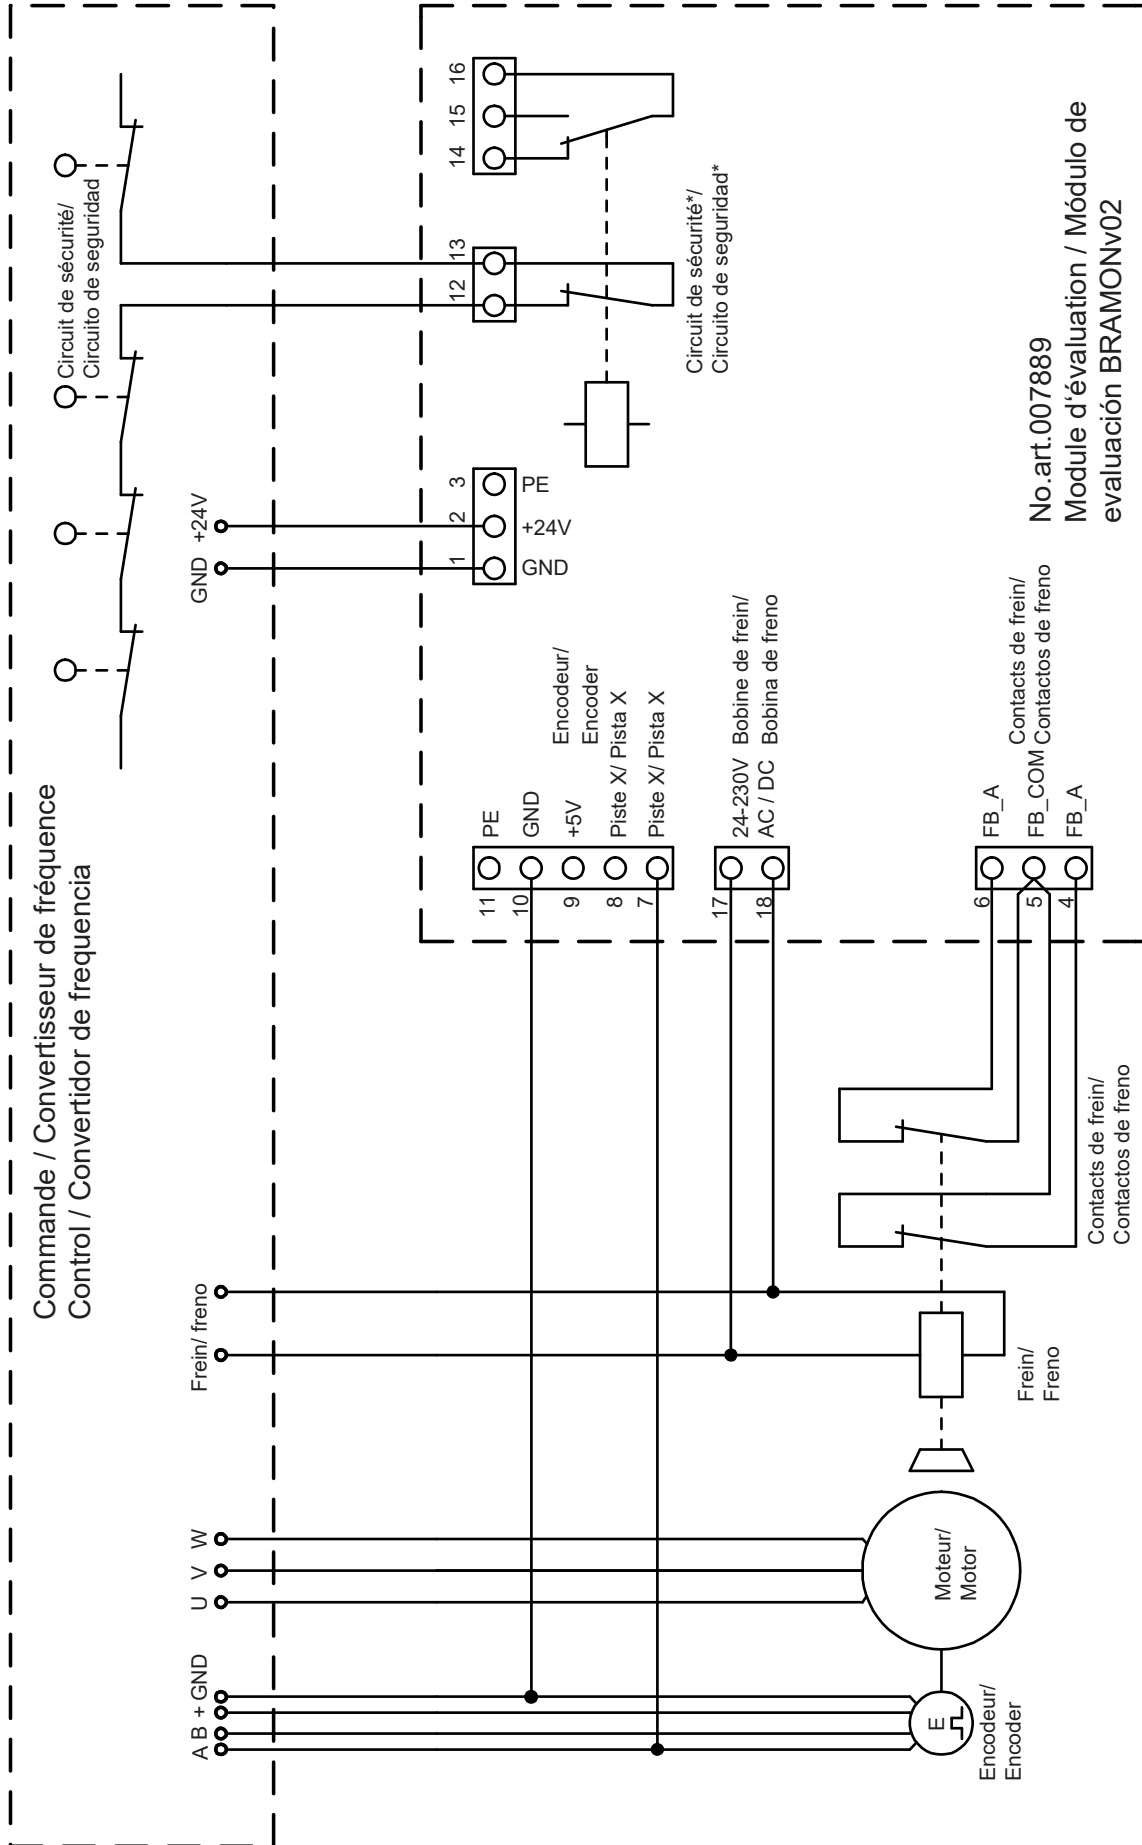 Commande / Convertisseur de fréquence
Control / Convertidor de frequencia
A B + GND
U V W
Frein/ freno
GND +24V
Circuit de sécurité/
Circuito de seguridad
11
10
9
8
7
PE
GND
+5V
Piste X/ Pista X
Piste X/ Pista X
Encodeur/
Encoder
17
18
24-230V
AC / DC
Bobine de frein/
Bobina de freno
6
5
4
FB_A
FB_COM
FB_A
Contacts de frein/
Contactos de freno
1
2
3
GND
+24V
PE
12
13
14
15
16
Circuit de sécurité*/
Circuito de seguridad*
No.art.007889
Module d‘évaluation / Módulo de
evaluación BRAMONv02
E
Encodeur/
Encoder
Moteur/
Motor
Frein/
Freno
Contacts de frein/
Contactos de freno